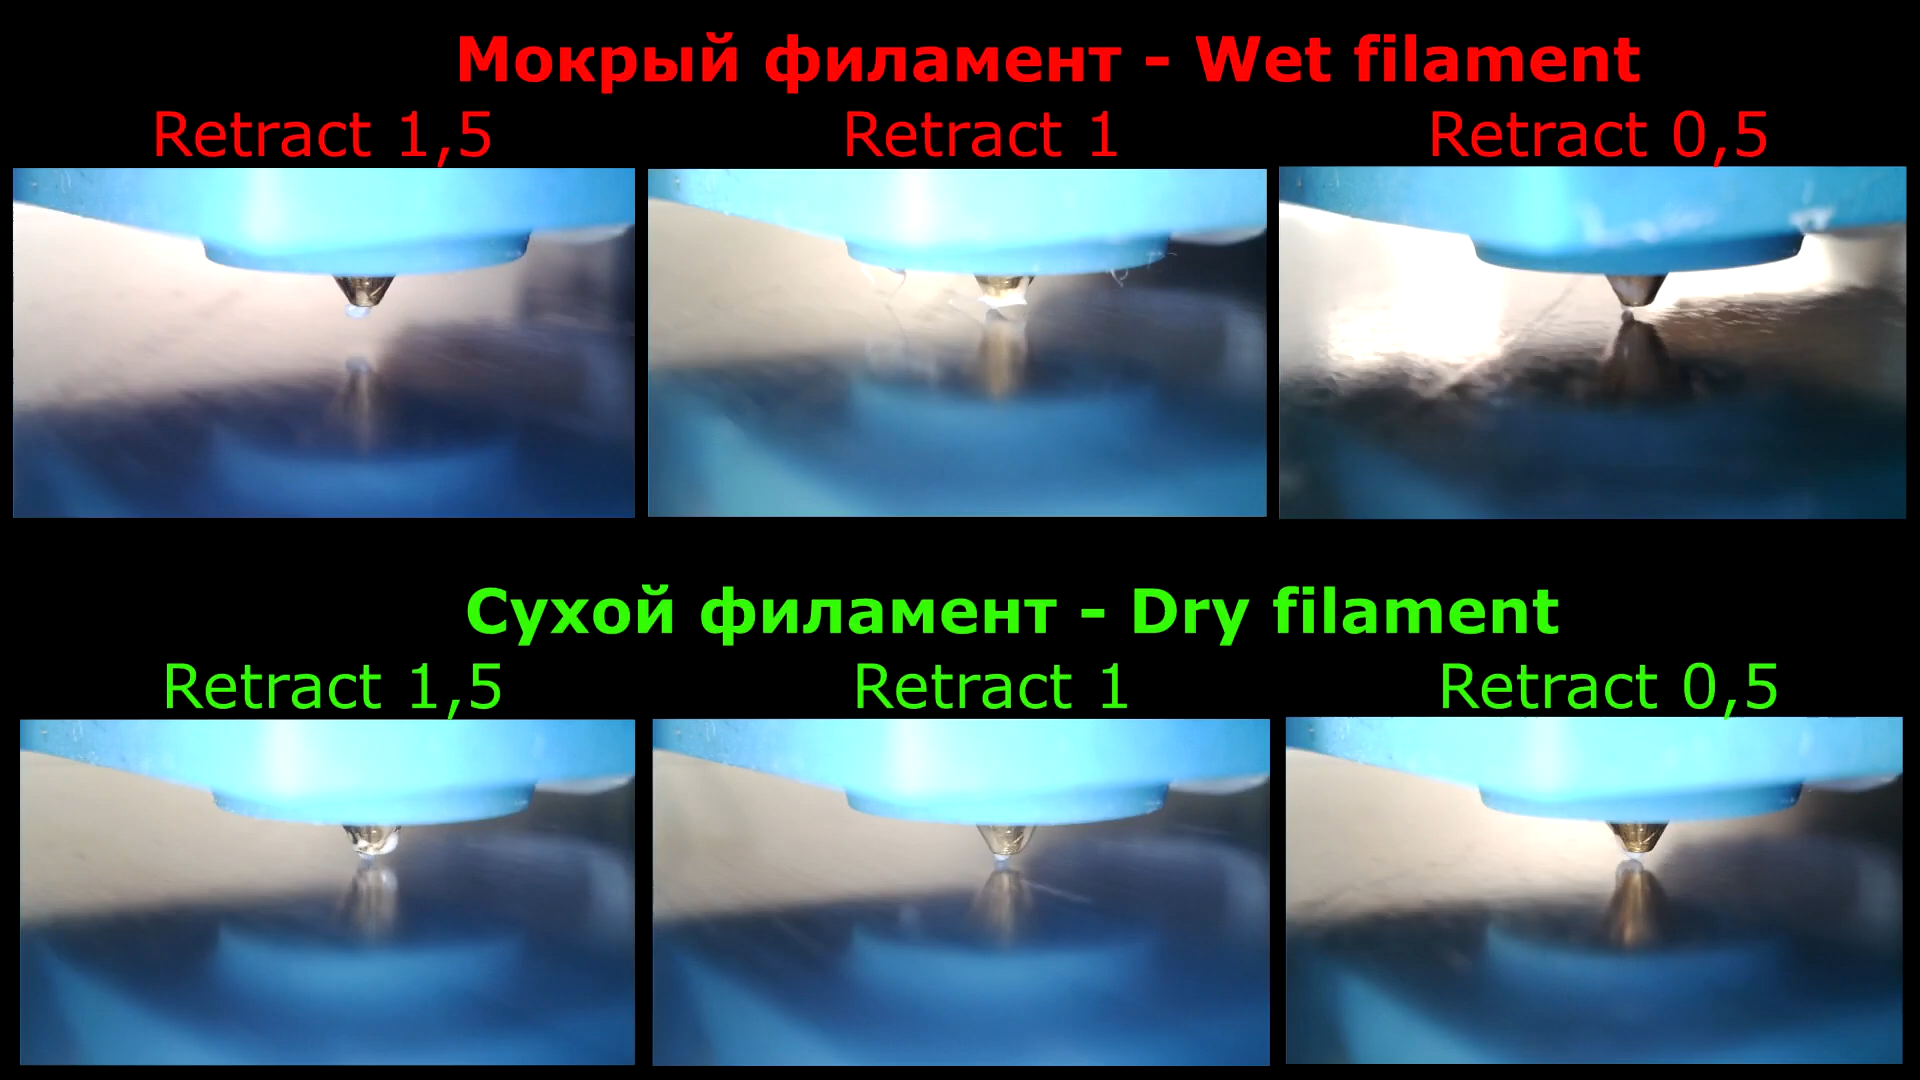 Мокрый филамент - Wet filament
Retract 1,5
Retract 1
Retract 0,5
Сухой филамент - Dry filament
Retract 1,5
Retract 1
Retract 0,5